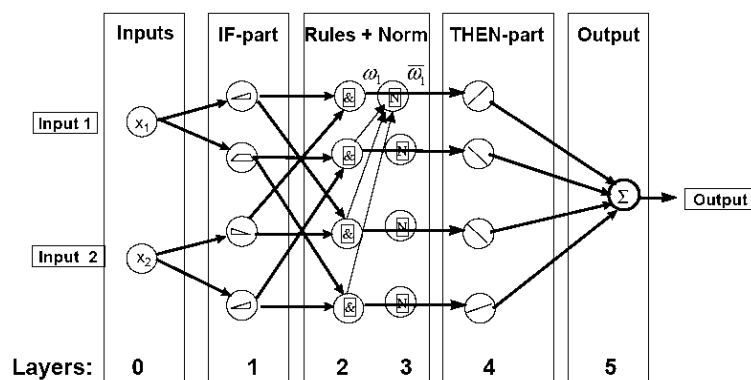 Inputs IF-part Rules + Norm THEN-part Output
ω₁ ω̅₁
& N
Input 1 x₁
& N
Σ Output
& N
Input 2 x₂
& N
Layers: 0 1 2 3 4 5